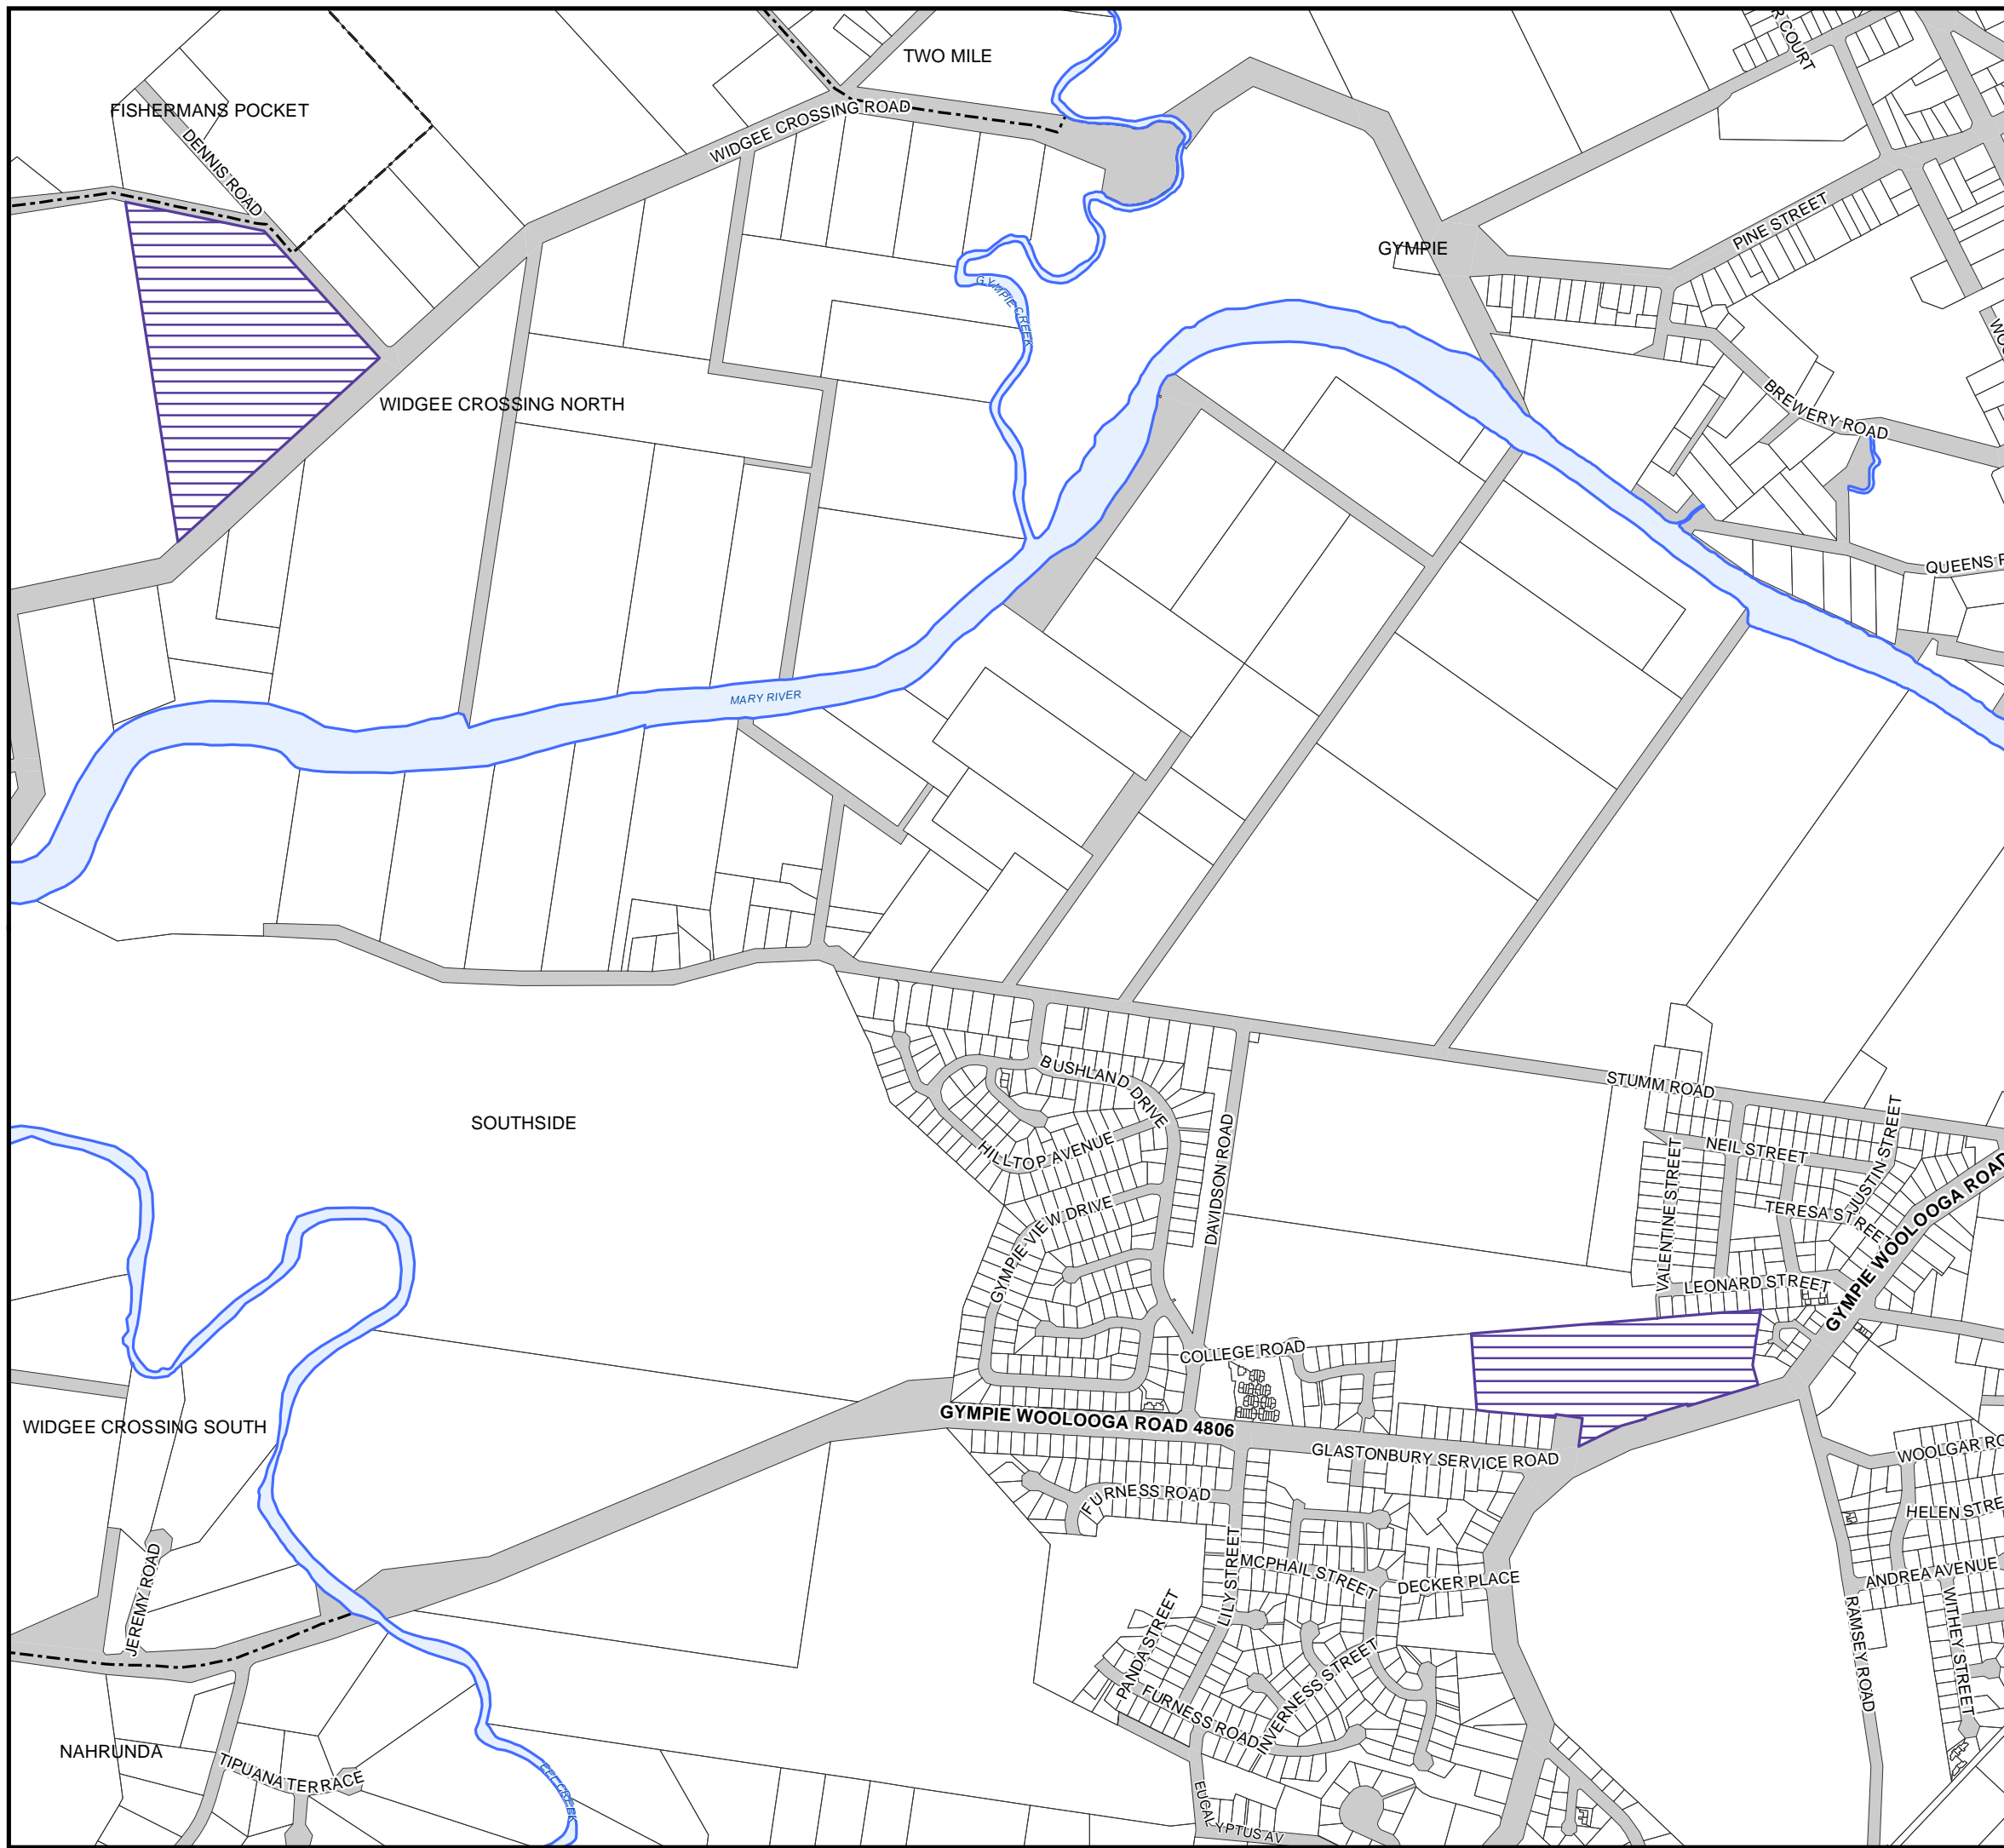 TWO MILE
COURT
FISHERMANS POCKET
WIDGEE CROSSING ROAD
DENNIS ROAD
PINE STREET
GYMPIE
GYMPIE CREEK
WIDGEE CROSSING NORTH
BREWERY ROAD
QUEENS
MARY RIVER
STUMM ROAD
BUSHLAND DRIVE
SOUTHSIDE
HILLTOP AVENUE
DAVIDSON ROAD
NEIL STREET
JUSTIN STREET
VALENTINE STREET
TERESA STREET
GYMPIE VIEW DRIVE
GYMPIE WOOLOOGA ROAD
LEONARD STREET
COLLEGE ROAD
WIDGEE CROSSING SOUTH
GYMPIE WOOLOOGA ROAD 4806
GLASTONBURY SERVICE ROAD
WOOLGAR
FURNESS ROAD
HELEN
JEREMY ROAD
LILY STREET
MCPHAIL STREET
DECKER PLACE
ANDREA AVENUE
PANDA STREET
RAMSEY ROAD
WITHEY STREET
INVERNESS STREET
FURNESS ROAD
NAHRUNDA
TIPUANA TERRACE
EEL CREEK
EUCALYPTUS AV